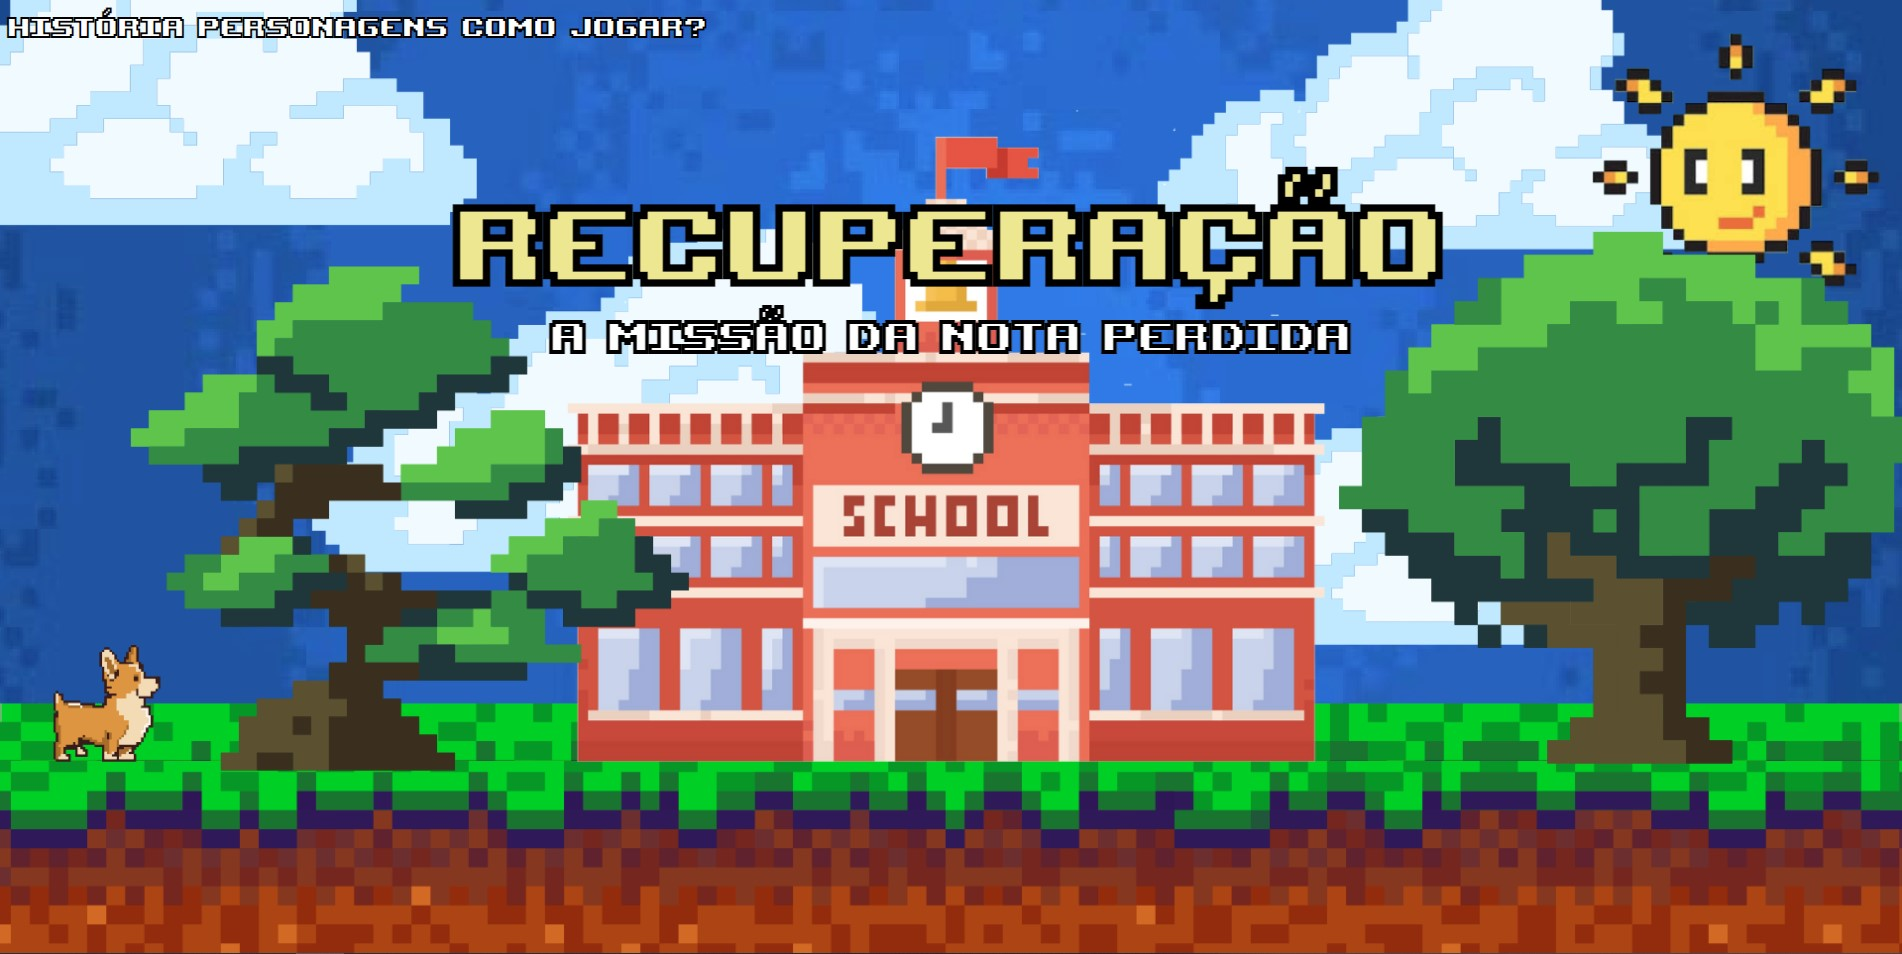 HISTÓRIA PERSONAGENS COMO JOGAR?
RECUPERAÇÃO
A MISSÃO DA NOTA PERDIDA
SCHOOL